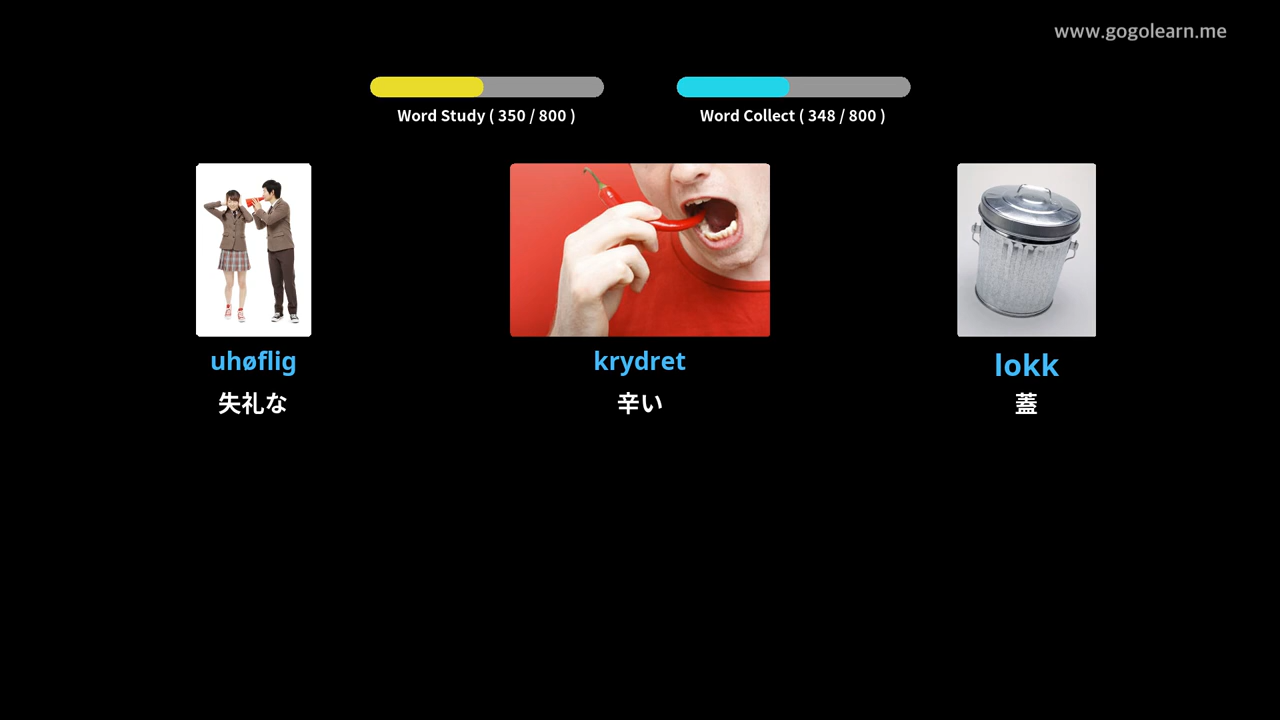 www.gogolearn.me
Word Study ( 350 / 800 )
Word Collect ( 348 / 800 )
uhøflig
失礼な
krydret
辛い
lokk
蓋